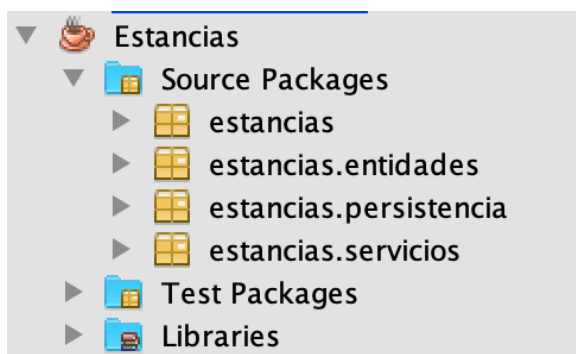 Estancias
Source Packages
estancias
estancias.entidades
estancias.persistencia
estancias.servicios
Test Packages
Libraries